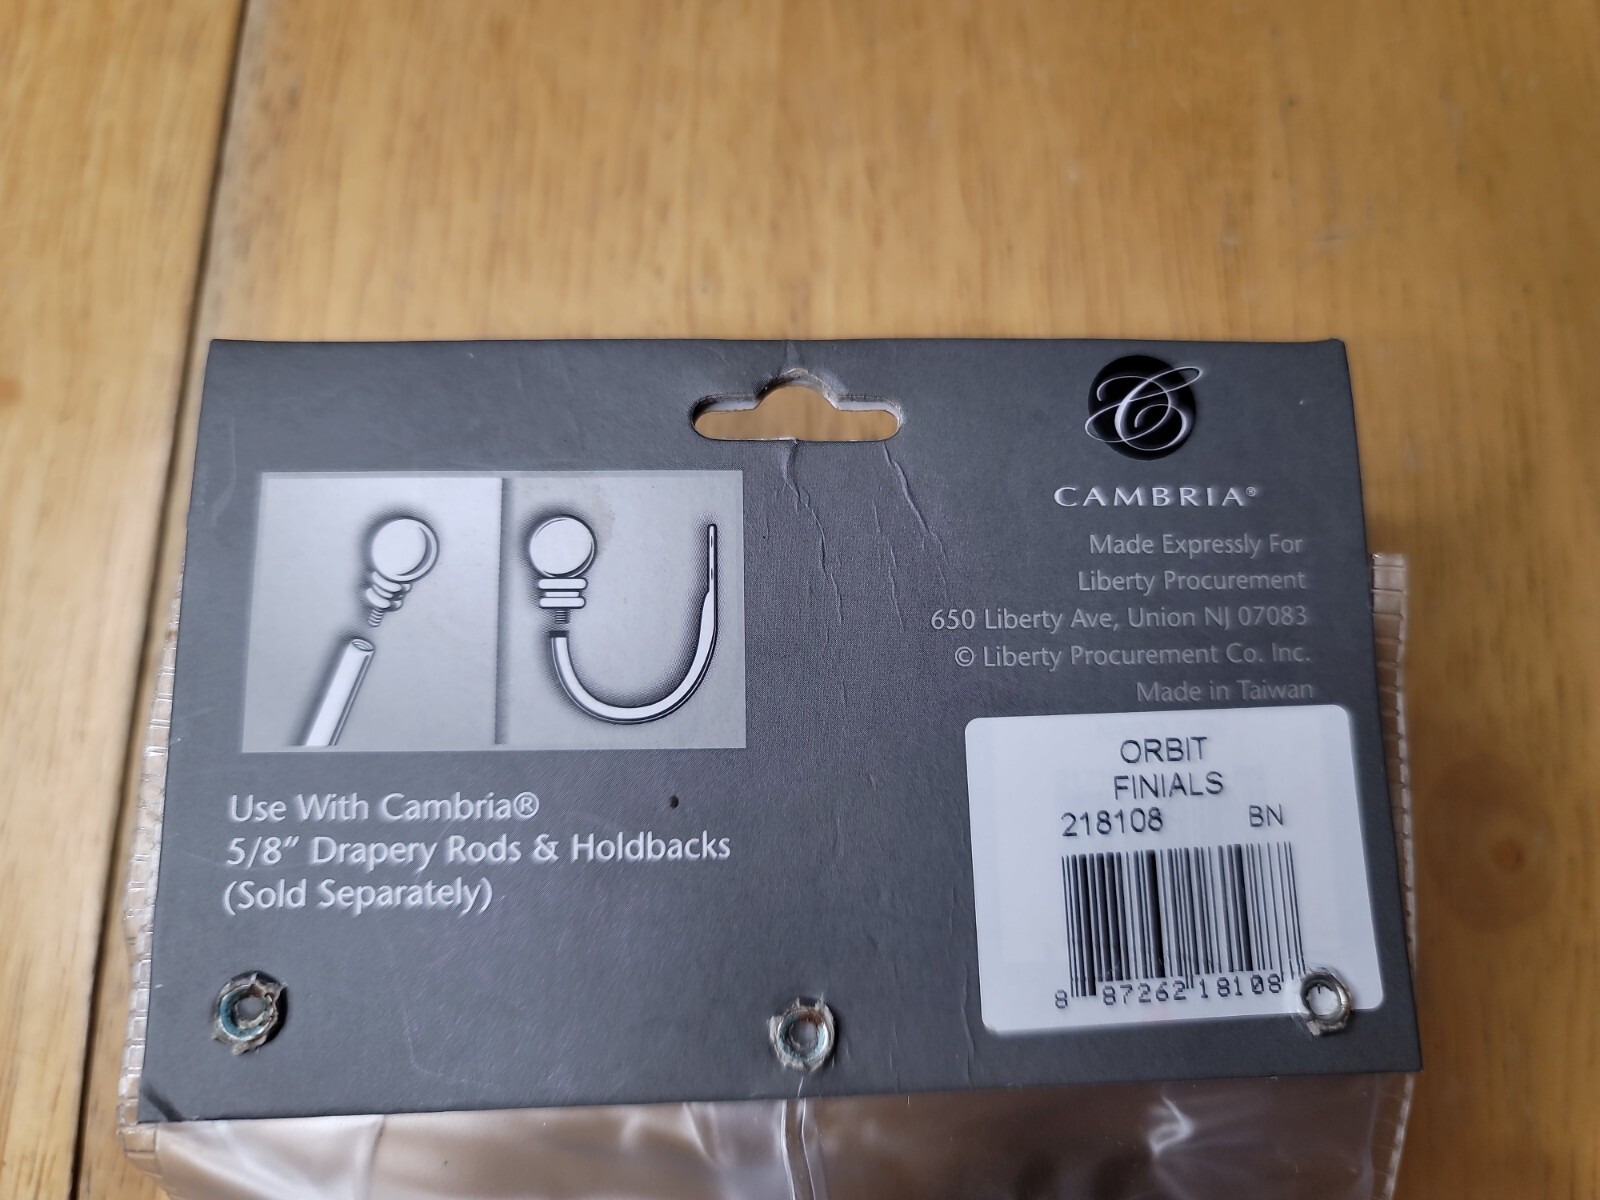 CAMBRIA®
Made Expressly For
Liberty Procurement
650 Liberty Ave, Union NJ 07083
© Liberty Procurement Co. Inc.
Made in Taiwan
Use With Cambria®
5/8" Drapery Rods & Holdbacks
(Sold Separately)
ORBIT
FINIALS
218108 BN
8 87262 18108